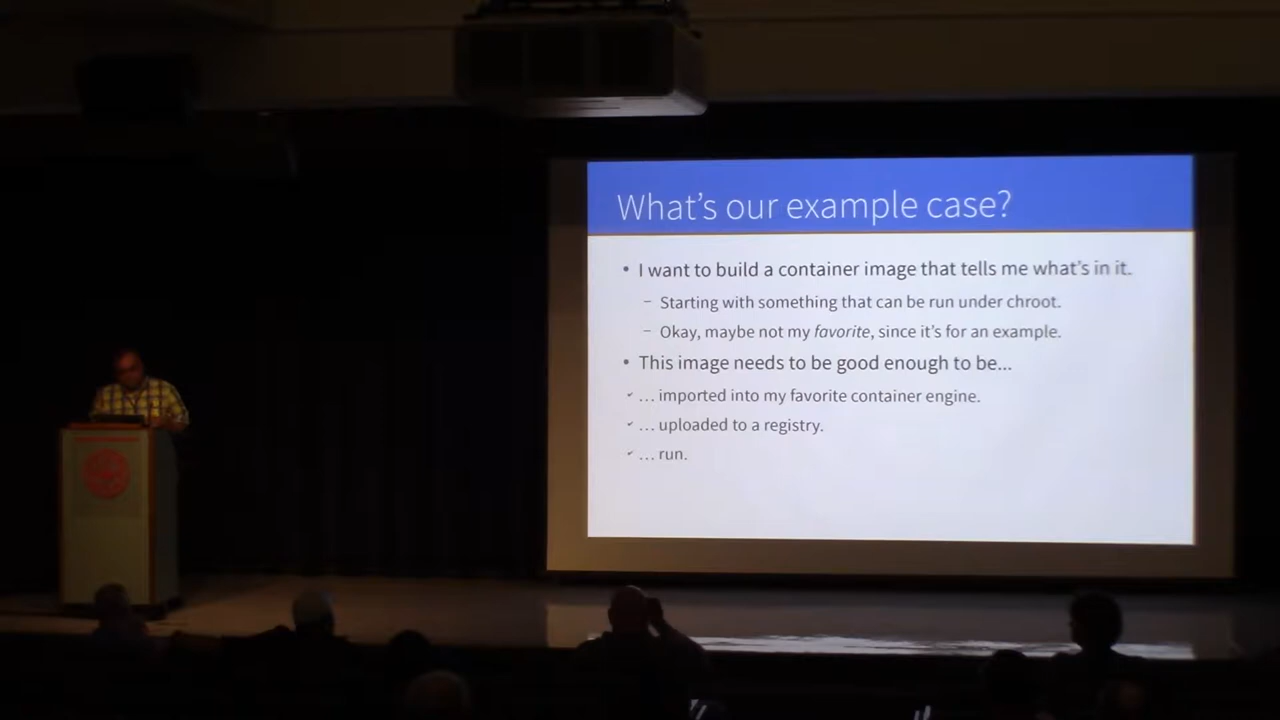 What's our example case?
• I want to build a container image that tells me what's in it.
– Starting with something that can be run under chroot.
– Okay, maybe not my favorite, since it's for an example.
• This image needs to be good enough to be...
✔ … imported into my favorite container engine.
✔ … uploaded to a registry.
✔ … run.